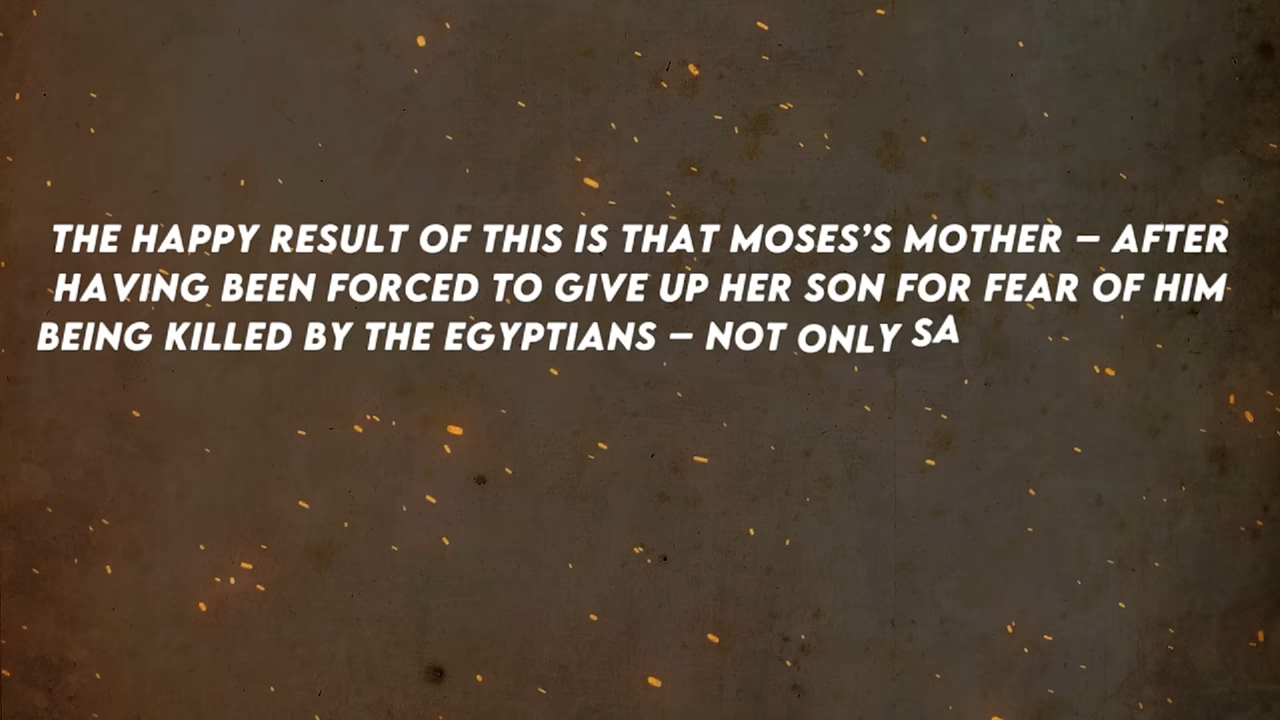 THE HAPPY RESULT OF THIS IS THAT MOSES’S MOTHER – AFTER
HAVING BEEN FORCED TO GIVE UP HER SON FOR FEAR OF HIM
BEING KILLED BY THE EGYPTIANS – NOT ONLY SA